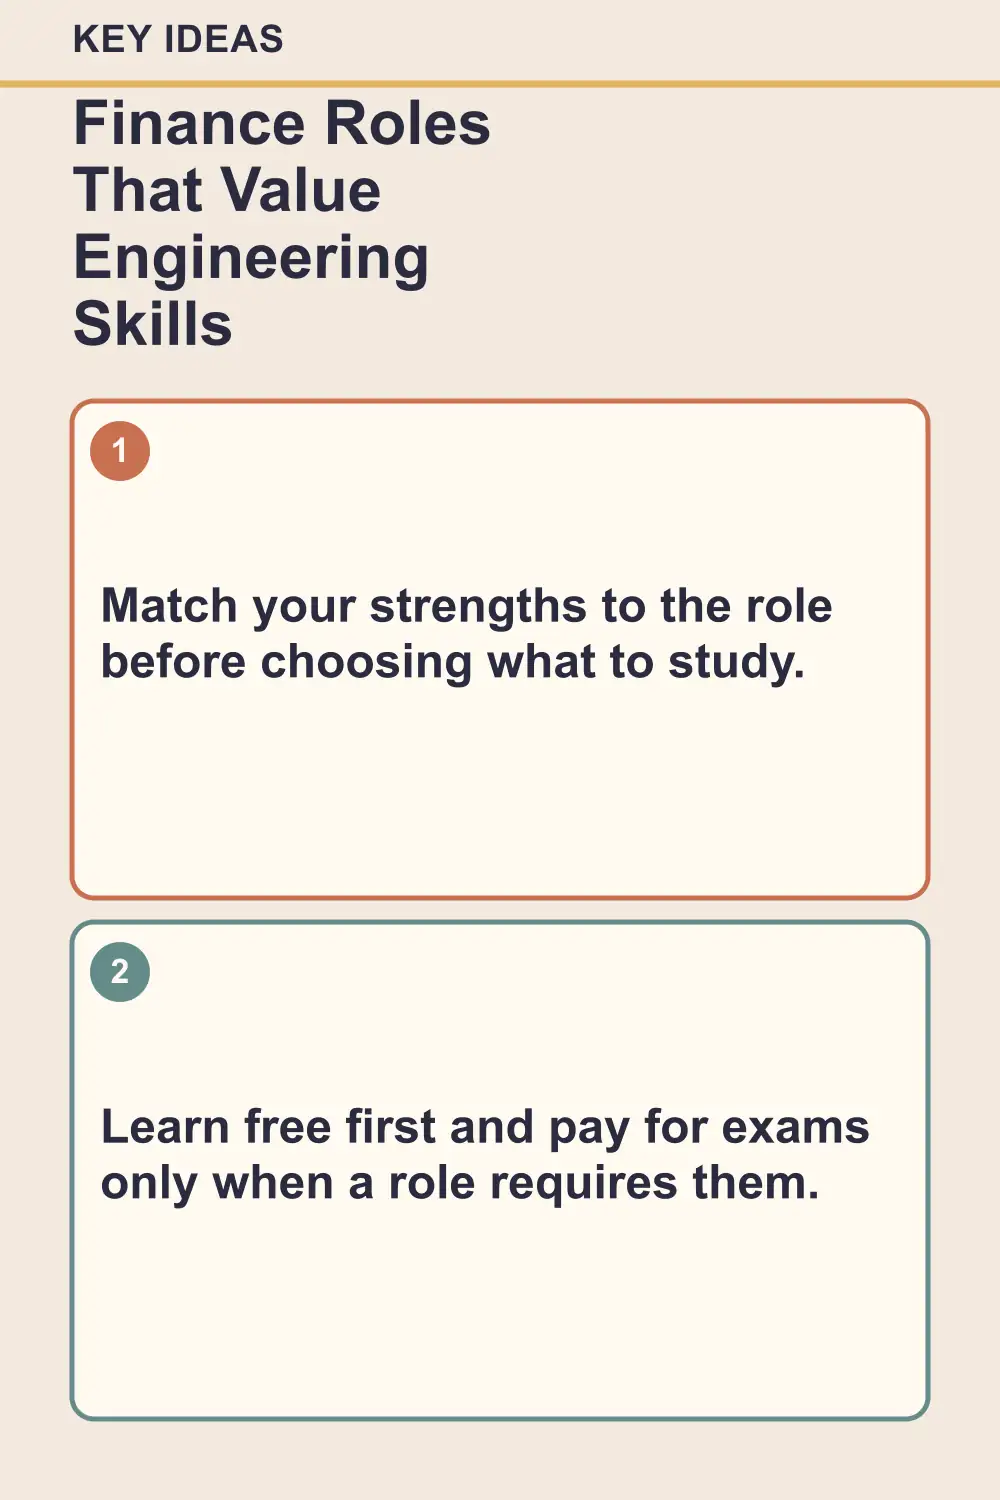 KEY IDEAS
Finance Roles
That Value
Engineering
Skills
1
Match your strengths to the role
before choosing what to study.
2
Learn free first and pay for exams
only when a role requires them.